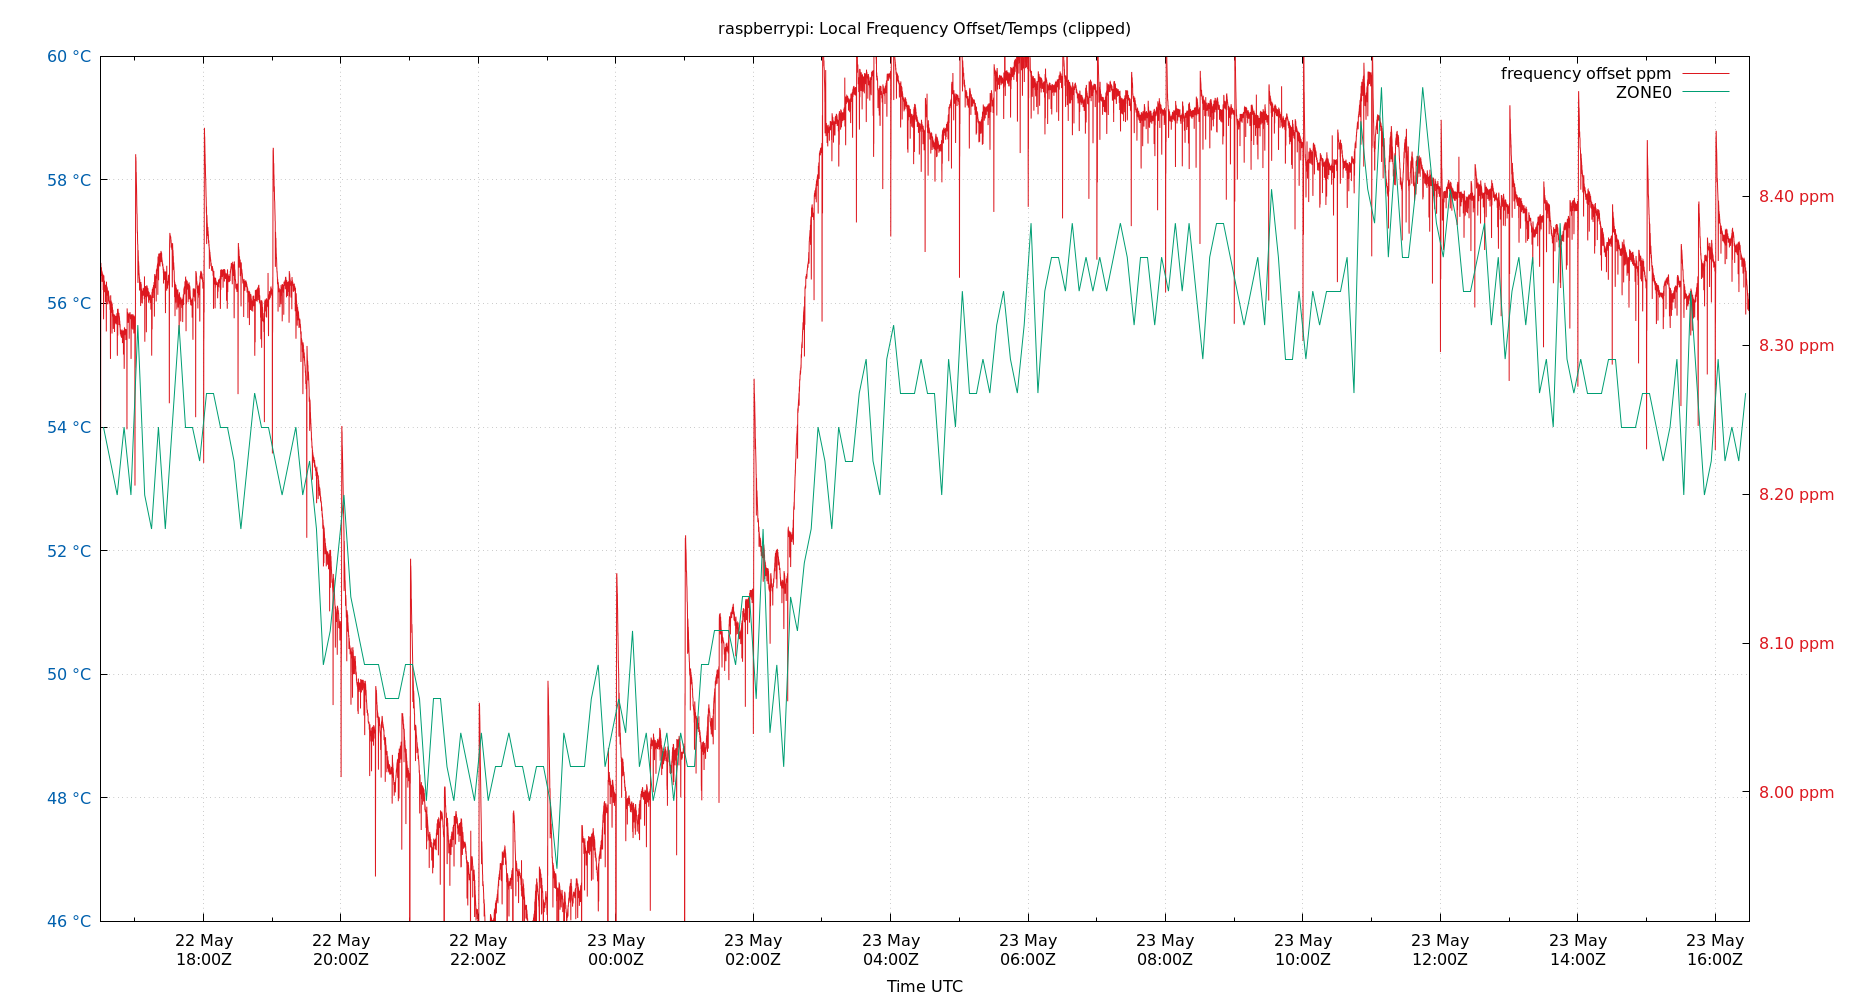 raspberrypi: Local Frequency Offset/Temps (clipped)
60 °C
58 °C
56 °C
54 °C
52 °C
50 °C
48 °C
46 °C
frequency offset ppm
ZONE0
8.40 ppm
8.30 ppm
8.20 ppm
8.10 ppm
8.00 ppm
22 May 22 May 22 May 23 May 23 May 23 May 23 May 23 May 23 May 23 May 23 May 23 May
18:00Z 20:00Z 22:00Z 00:00Z 02:00Z 04:00Z 06:00Z 08:00Z 10:00Z 12:00Z 14:00Z 16:00Z
Time UTC